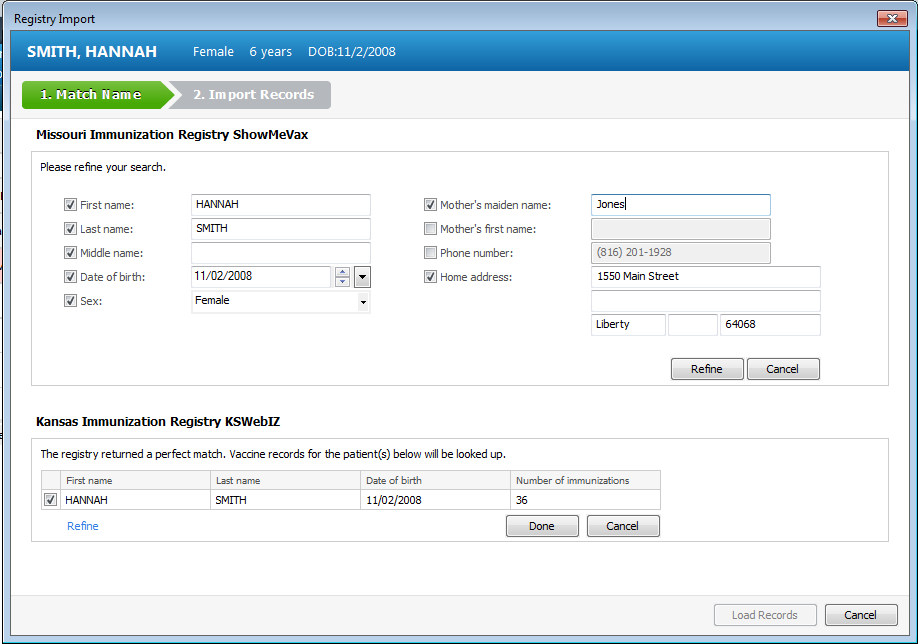 Registry Import
SMITH, HANNAH Female 6 years DOB:11/2/2008
1. Match Name 2. Import Records
Missouri Immunization Registry ShowMeVax
Please refine your search.
First name: HANNAH
Last name: SMITH
Middle name:
Date of birth: 11/02/2008
Sex: Female
Mother's maiden name: Jones
Mother's first name:
Phone number: (816) 201-1928
Home address: 1550 Main Street
Liberty 64068
Refine Cancel
Kansas Immunization Registry KSWebIZ
The registry returned a perfect match. Vaccine records for the patient(s) below will be looked up.
First name Last name Date of birth Number of immunizations
HANNAH SMITH 11/02/2008 36
Refine Done Cancel
Load Records Cancel